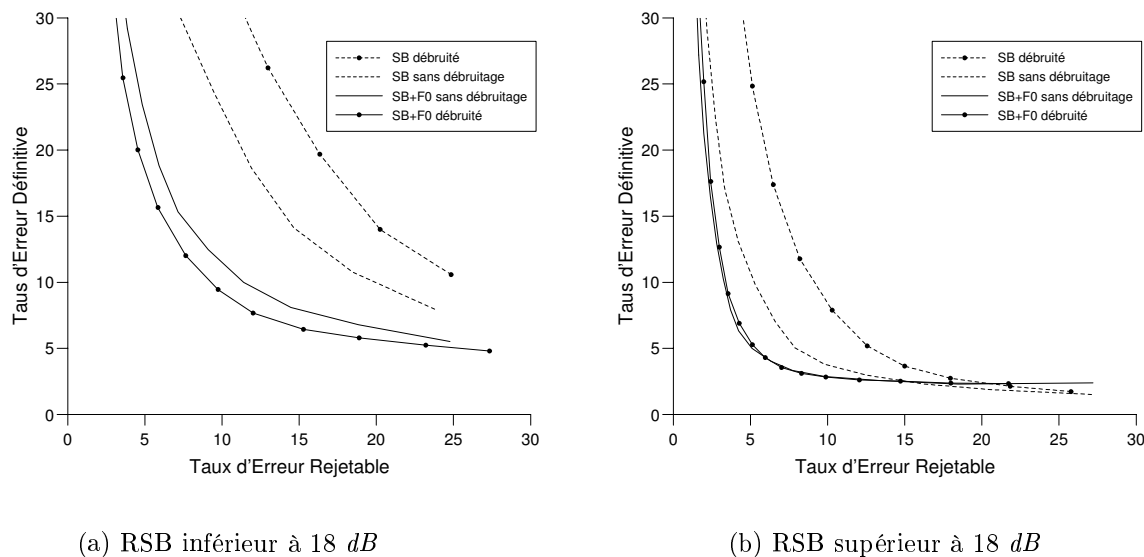 30
25
20
15
10
5
0
Taus d'Erreur Définitive
0 5 10 15 20 25 30
Taux d'Erreur Rejetable
SB débruité
SB sans débruitage
SB+F0 sans débruitage
SB+F0 débruité
(a) RSB inférieur à 18 dB
30
25
20
15
10
5
0
Taus d'Erreur Définitive
0 5 10 15 20 25 30
Taux d'Erreur Rejetable
SB débruité
SB sans débruitage
SB+F0 sans débruitage
SB+F0 débruité
(b) RSB supérieur à 18 dB